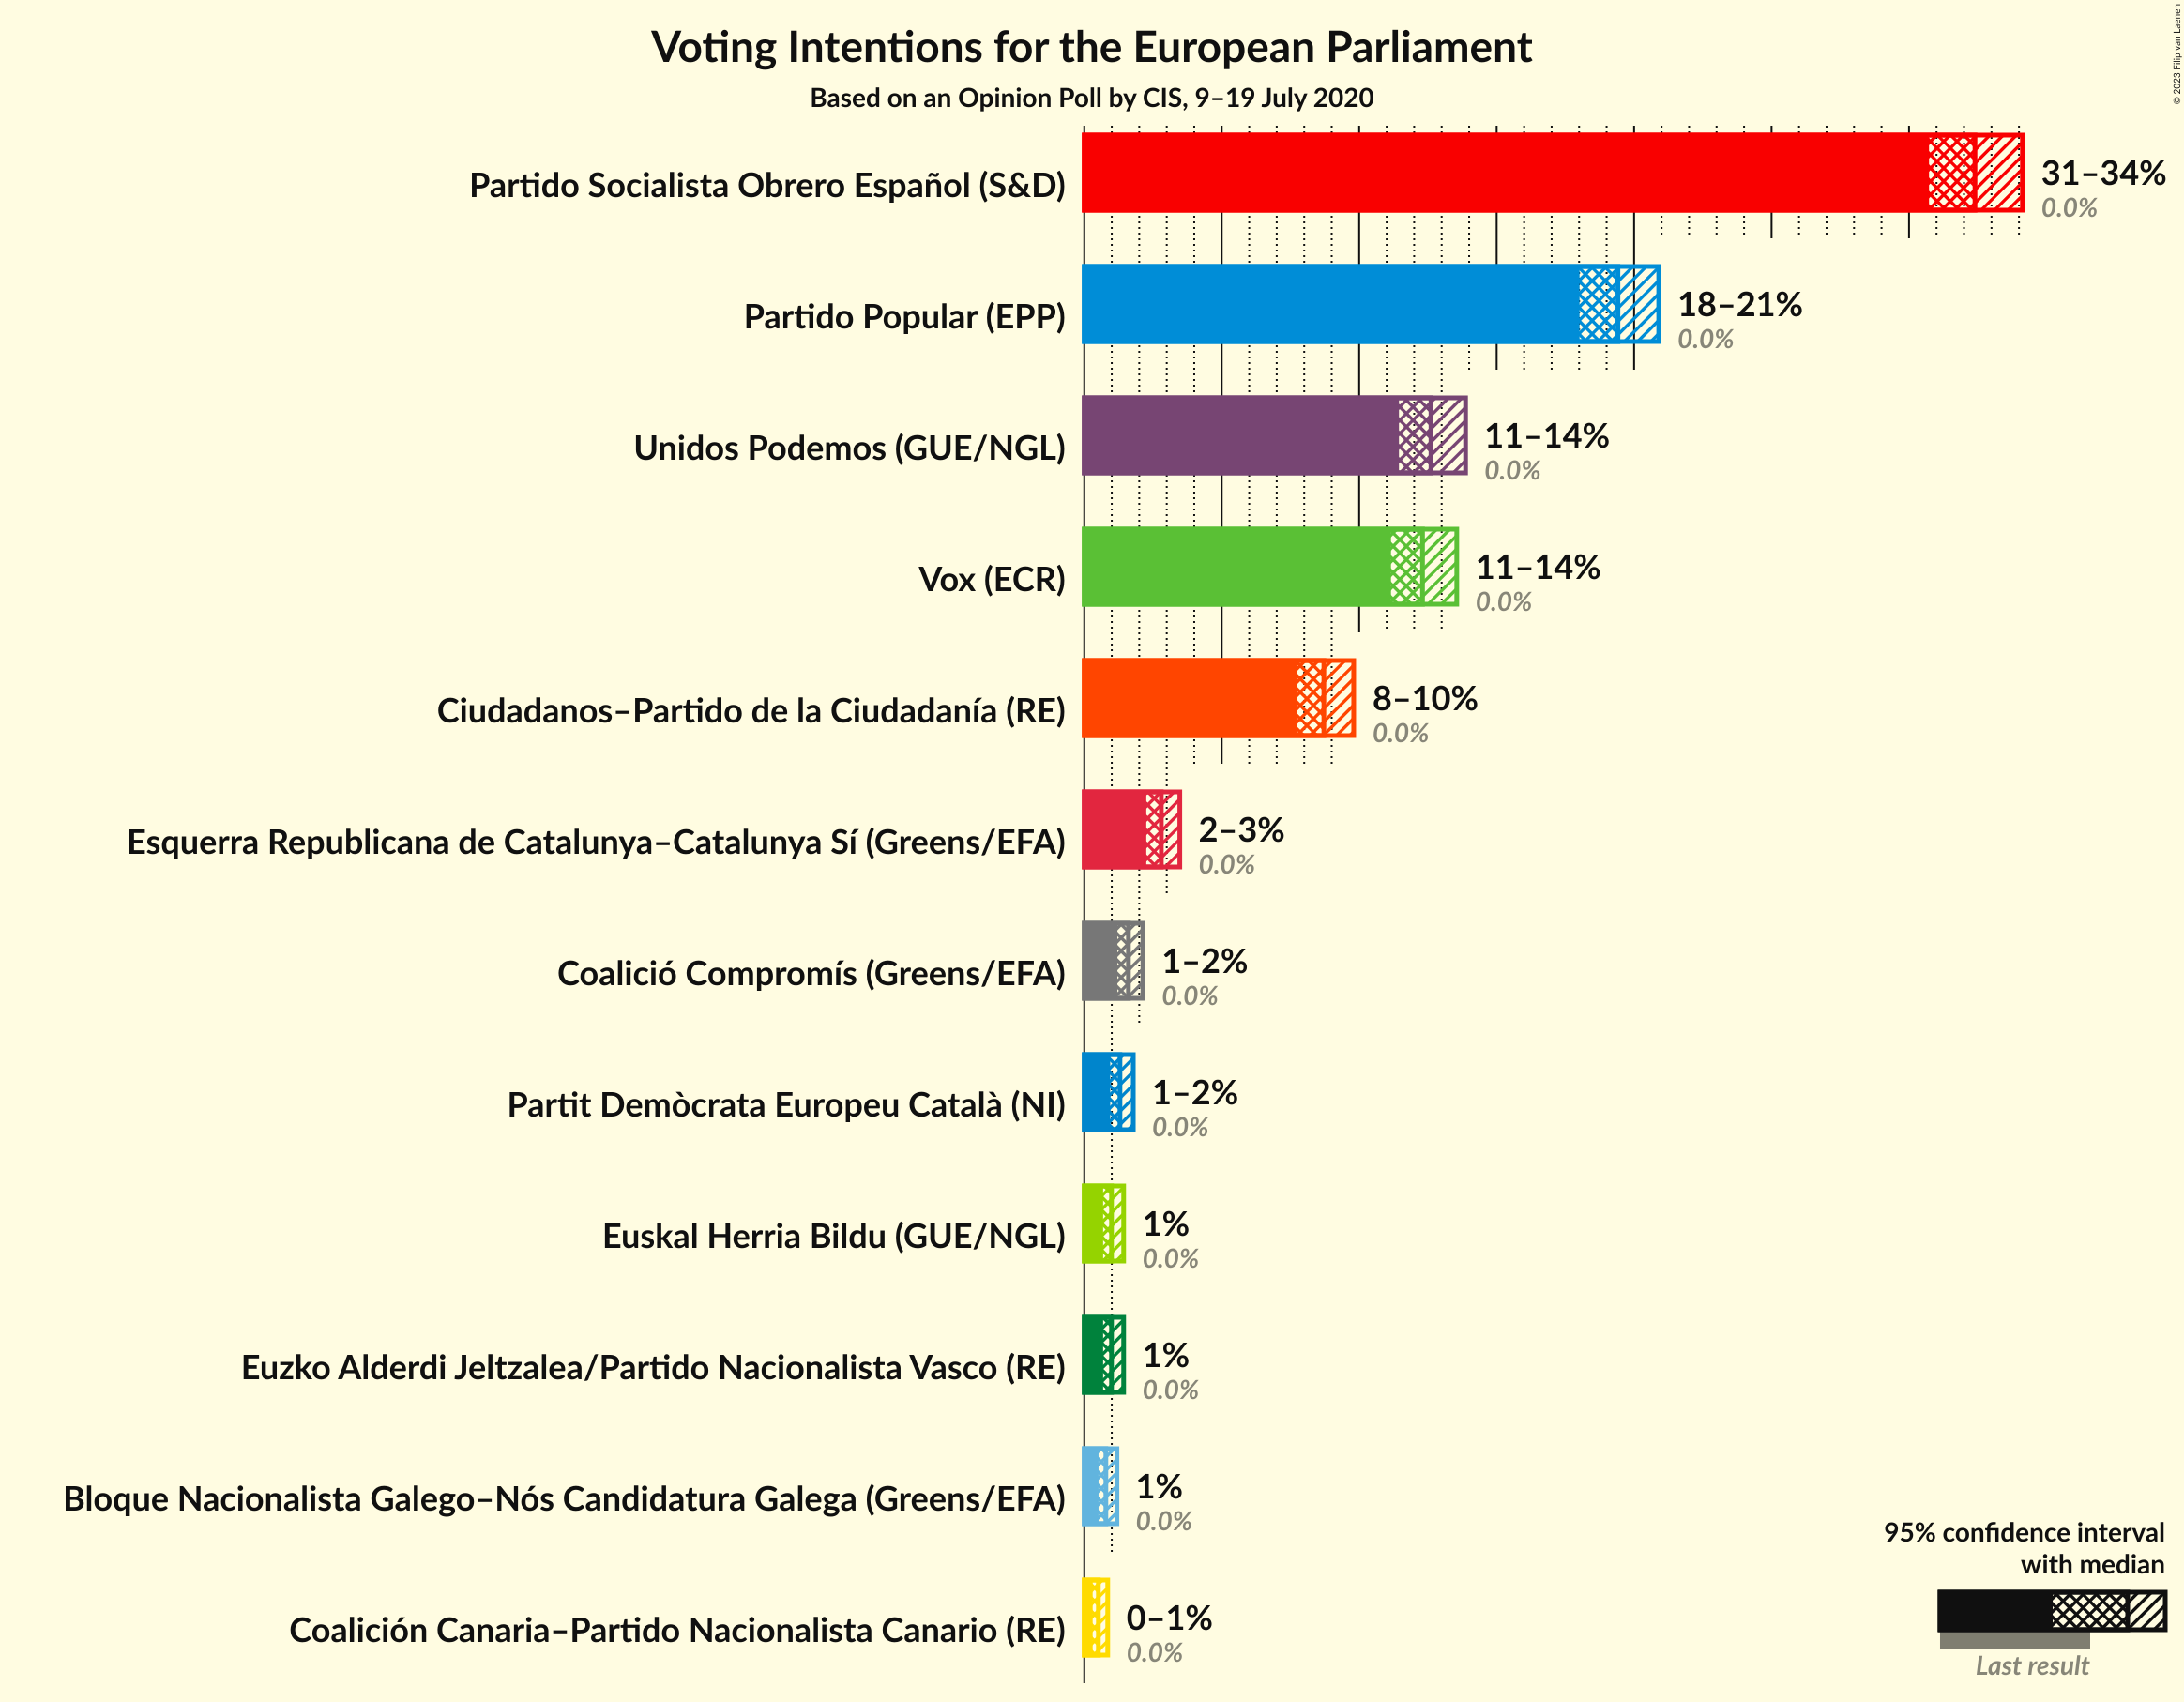 Voting Intentions for the European Parliament
Based on an Opinion Poll by CIS, 9–19 July 2020
© 2023 Filip van Laenen
Partido Socialista Obrero Español (S&D)
31–34%
0.0%
Partido Popular (EPP)
18–21%
0.0%
Unidos Podemos (GUE/NGL)
11–14%
0.0%
Vox (ECR)
11–14%
0.0%
Ciudadanos–Partido de la Ciudadanía (RE)
8–10%
0.0%
Esquerra Republicana de Catalunya–Catalunya Sí (Greens/EFA)
2–3%
0.0%
Coalició Compromís (Greens/EFA)
1–2%
0.0%
Partit Demòcrata Europeu Català (NI)
1–2%
0.0%
Euskal Herria Bildu (GUE/NGL)
1%
0.0%
Euzko Alderdi Jeltzalea/Partido Nacionalista Vasco (RE)
1%
0.0%
Bloque Nacionalista Galego–Nós Candidatura Galega (Greens/EFA)
1%
0.0%
Coalición Canaria–Partido Nacionalista Canario (RE)
0–1%
0.0%
95% confidence interval
with median
Last result